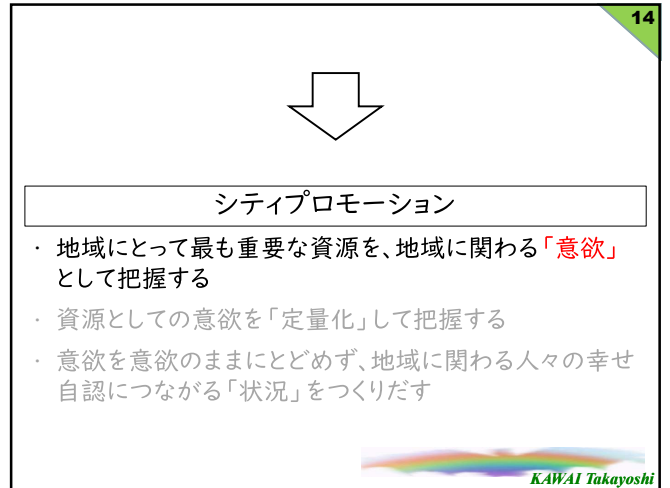 14
シティプロモーション
・ 地域にとって最も重要な資源を、地域に関わる「意欲」
として把握する
・ 資源としての意欲を「定量化」して把握する
・ 意欲を意欲のままにとどめず、地域に関わる人々の幸せ
自認につながる「状況」をつくりだす
KAWAI Takayoshi